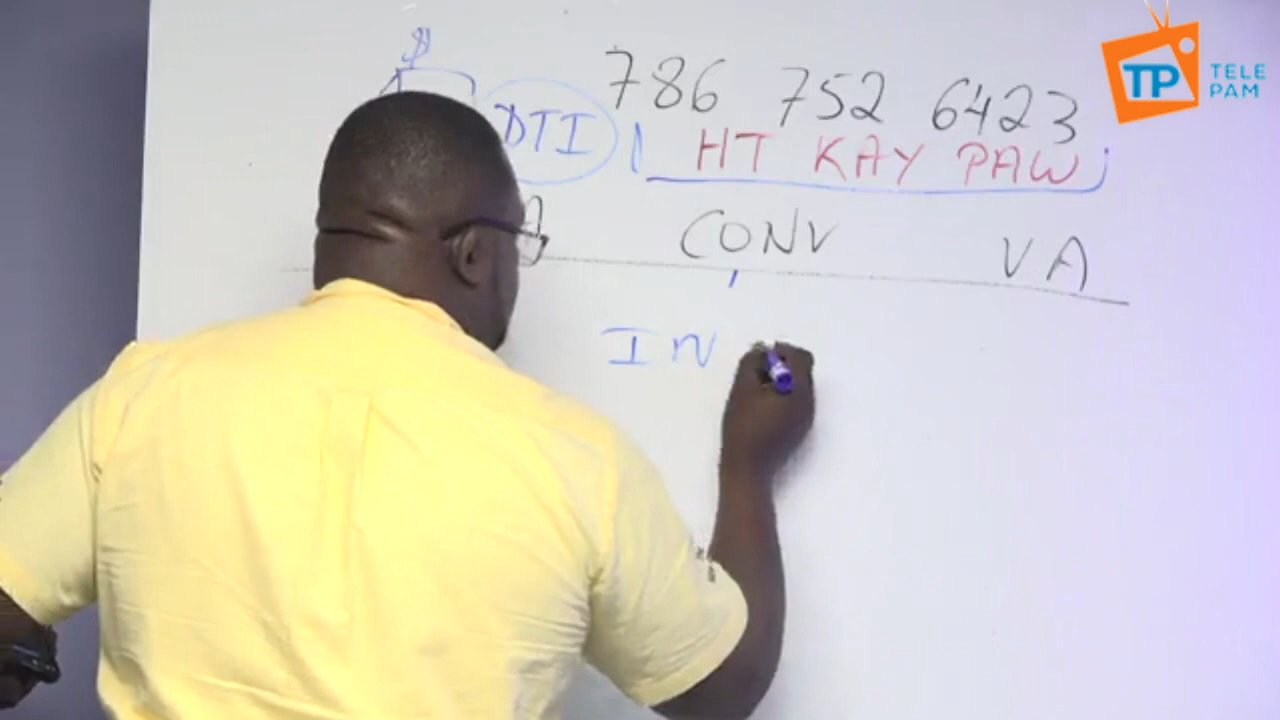 $
786 752 6423
TELE
PAM
TP
DTI
HT KAY PAW
A CONV VA
IN